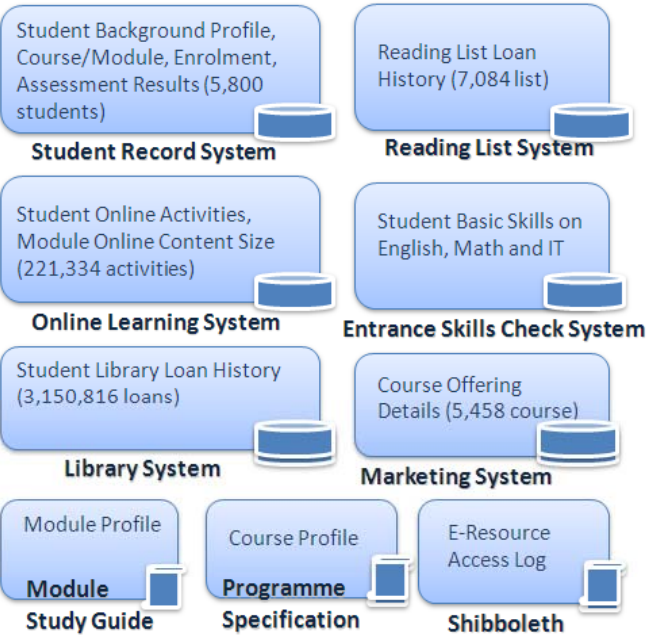 Student Background Profile,
Course/Module, Enrolment,
Assessment Results (5,800
students)
Student Record System
Reading List Loan
History (7,084 list)
Reading List System
Student Online Activities,
Module Online Content Size
(221,334 activities)
Online Learning System
Student Basic Skills on
English, Math and IT
Entrance Skills Check System
Student Library Loan History
(3,150,816 loans)
Library System
Course Offering
Details (5,458 course)
Marketing System
Module Profile
Module
Study Guide
Course Profile
Programme
Specification
E-Resource
Access Log
Shibboleth